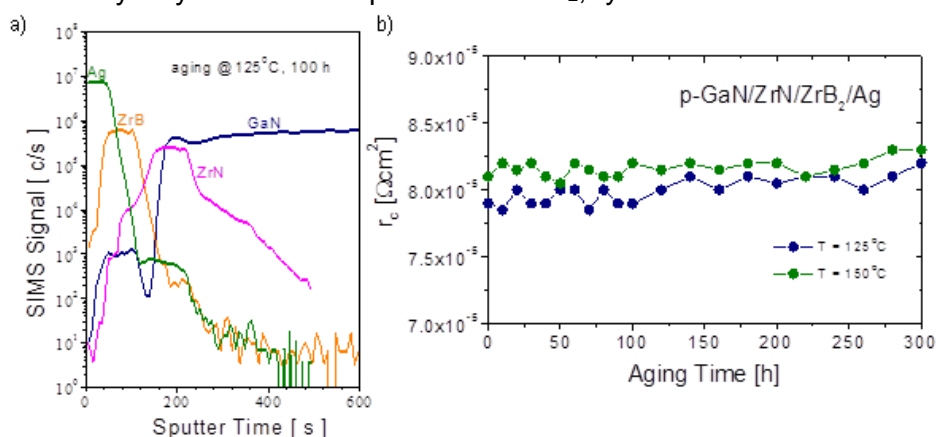 a)
b)
SIMS Signal [ c/s ]
10⁸
10⁷
10⁶
10⁵
10⁴
10³
10²
10¹
10⁰
Ag
aging @ 125°C, 100 h
ZrB
GaN
ZrN
0 200 400 600
Sputter Time [ s ]
r_c [Ωcm²]
9.0x10⁻⁵
8.5x10⁻⁵
8.0x10⁻⁵
7.5x10⁻⁵
7.0x10⁻⁵
p-GaN/ZrN/ZrB₂/Ag
T = 125°C
T = 150°C
0 50 100 150 200 250 300
Aging Time [h]